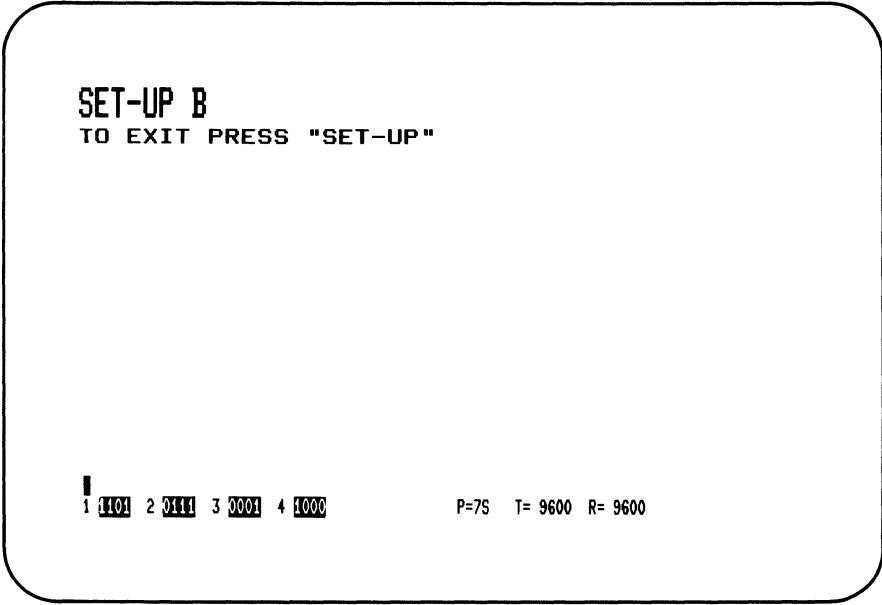 SET-UP B
TO EXIT PRESS "SET-UP"
1 1101 2 0111 3 0001 4 1000 P=7S T= 9600 R= 9600